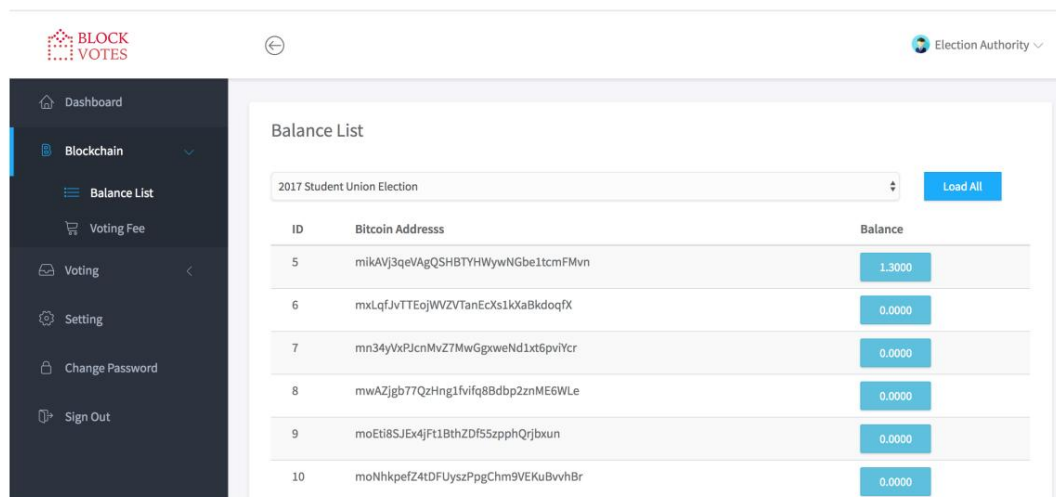 BLOCK
VOTES
Election Authority
Dashboard
Blockchain
Balance List
Voting Fee
Voting
Setting
Change Password
Sign Out
Balance List
2017 Student Union Election
Load All
ID Bitcoin Addresss Balance
5 mikAVj3qeVAgQSHBTYHWywNGbe1tcmFMvn 1.3000
6 mxLqfJvTTEojWVZVTanEcXs1kXaBkdoqfX 0.0000
7 mn34yVxPJcnMvZ7MwGgxweNd1xt6pviYcr 0.0000
8 mwAZjgb77QzHng1fvifq8Bdbp2znME6WLe 0.0000
9 moEti8SJEx4jFt1BthZDf55zpphQrjbxun 0.0000
10 moNhkpefZ4tDFUyszPpgChm9VEKuBvvhBr 0.0000